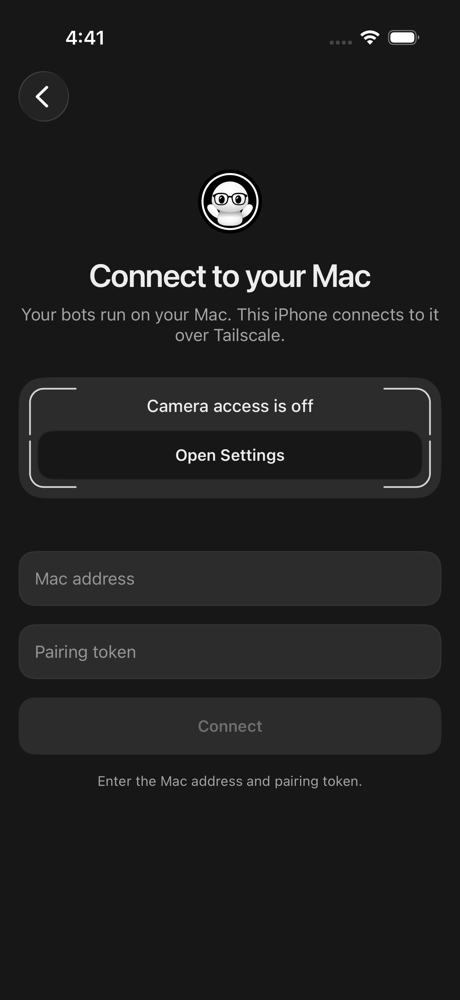 4:41
Connect to your Mac
Your bots run on your Mac. This iPhone connects to it
over Tailscale.
Camera access is off
Open Settings
Mac address
Pairing token
Connect
Enter the Mac address and pairing token.